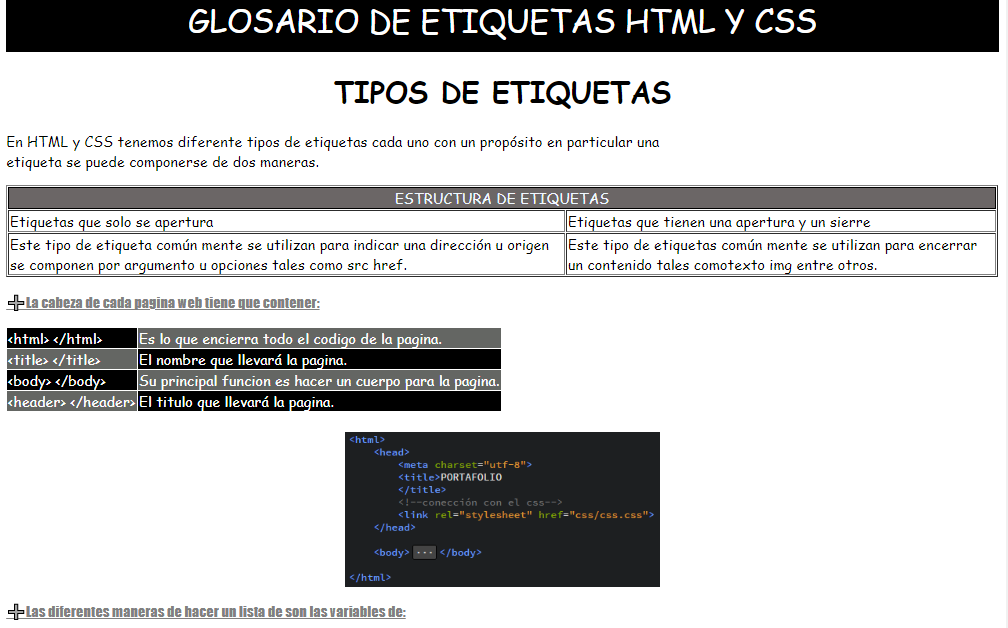 GLOSARIO DE ETIQUETAS HTML Y CSS
TIPOS DE ETIQUETAS
En HTML y CSS tenemos diferente tipos de etiquetas cada uno con un propósito en particular una
etiqueta se puede componerse de dos maneras.
ESTRUCTURA DE ETIQUETAS
Etiquetas que solo se apertura
Etiquetas que tienen una apertura y un sierre
Este tipo de etiqueta común mente se utilizan para indicar una dirección u origen
se componen por argumento u opciones tales como src href.
Este tipo de etiquetas común mente se utilizan para encerrar
un contenido tales comotexto img entre otros.
La cabeza de cada pagina web tiene que contener:
<html> </html> Es lo que encierra todo el codigo de la pagina.
<title> </title> El nombre que llevará la pagina.
<body> </body> Su principal funcion es hacer un cuerpo para la pagina.
<header> </header> El titulo que llevará la pagina.
<html>
<head>
<meta charset="utf-8">
<title>PORTAFOLIO
</title>
<!--conección con el css-->
<link rel="stylesheet" href="css/css.css">
</head>
<body> ... </body>
</html>
Las diferentes maneras de hacer un lista de son las variables de: